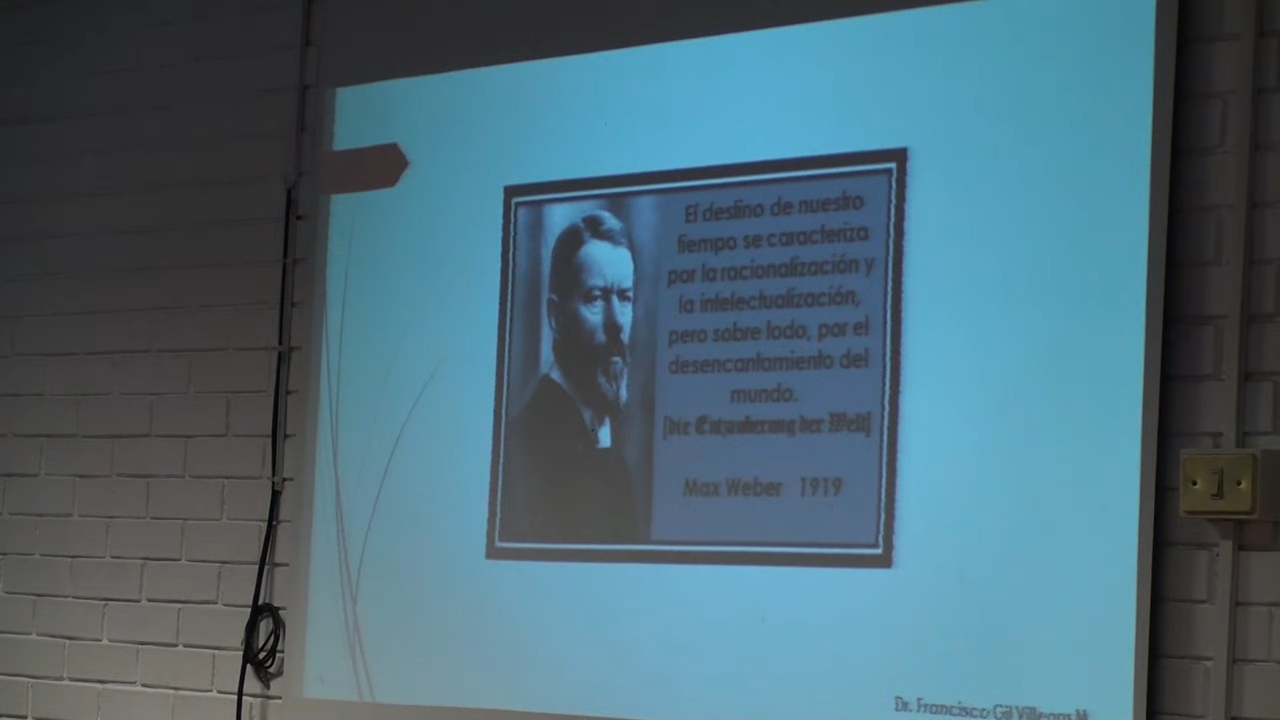 El destino de nuestro
tiempo se caracteriza
por la racionalización y
la intelectualización,
pero sobre todo, por el
desencantamiento del
mundo.
[die Entzauberung der Welt]
Max Weber 1919
Dr. Francisco Gil Villegas M.